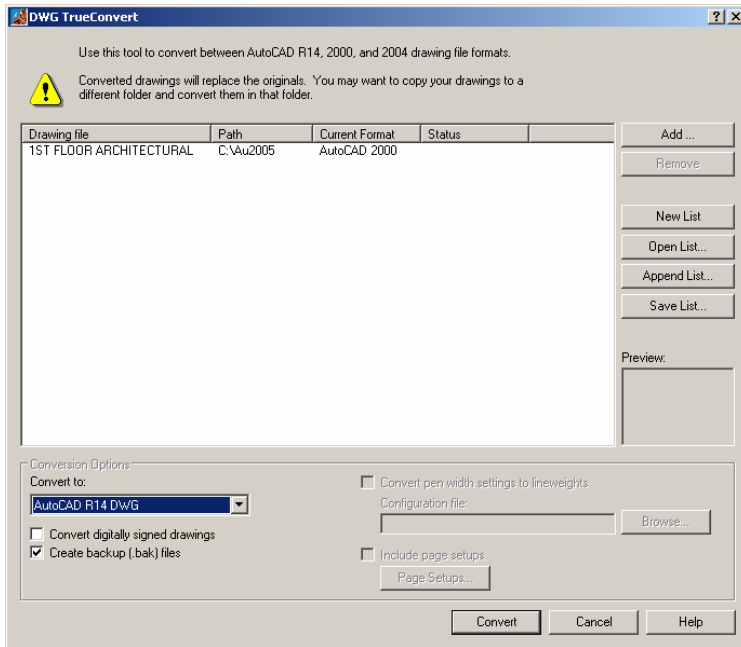 DWG TrueConvert
Use this tool to convert between AutoCAD R14, 2000, and 2004 drawing file formats.
Converted drawings will replace the originals. You may want to copy your drawings to a
different folder and convert them in that folder.
Drawing file Path Current Format Status
1ST FLOOR ARCHITECTURAL C:\Au2005 AutoCAD 2000
Add ...
Remove
New List
Open List...
Append List...
Save List...
Preview:
Conversion Options
Convert to:
AutoCAD R14 DWG
Convert digitally signed drawings
Create backup (.bak) files
Convert pen width settings to lineweights
Configuration file:
Browse...
Include page setups
Page Setups...
Convert Cancel Help